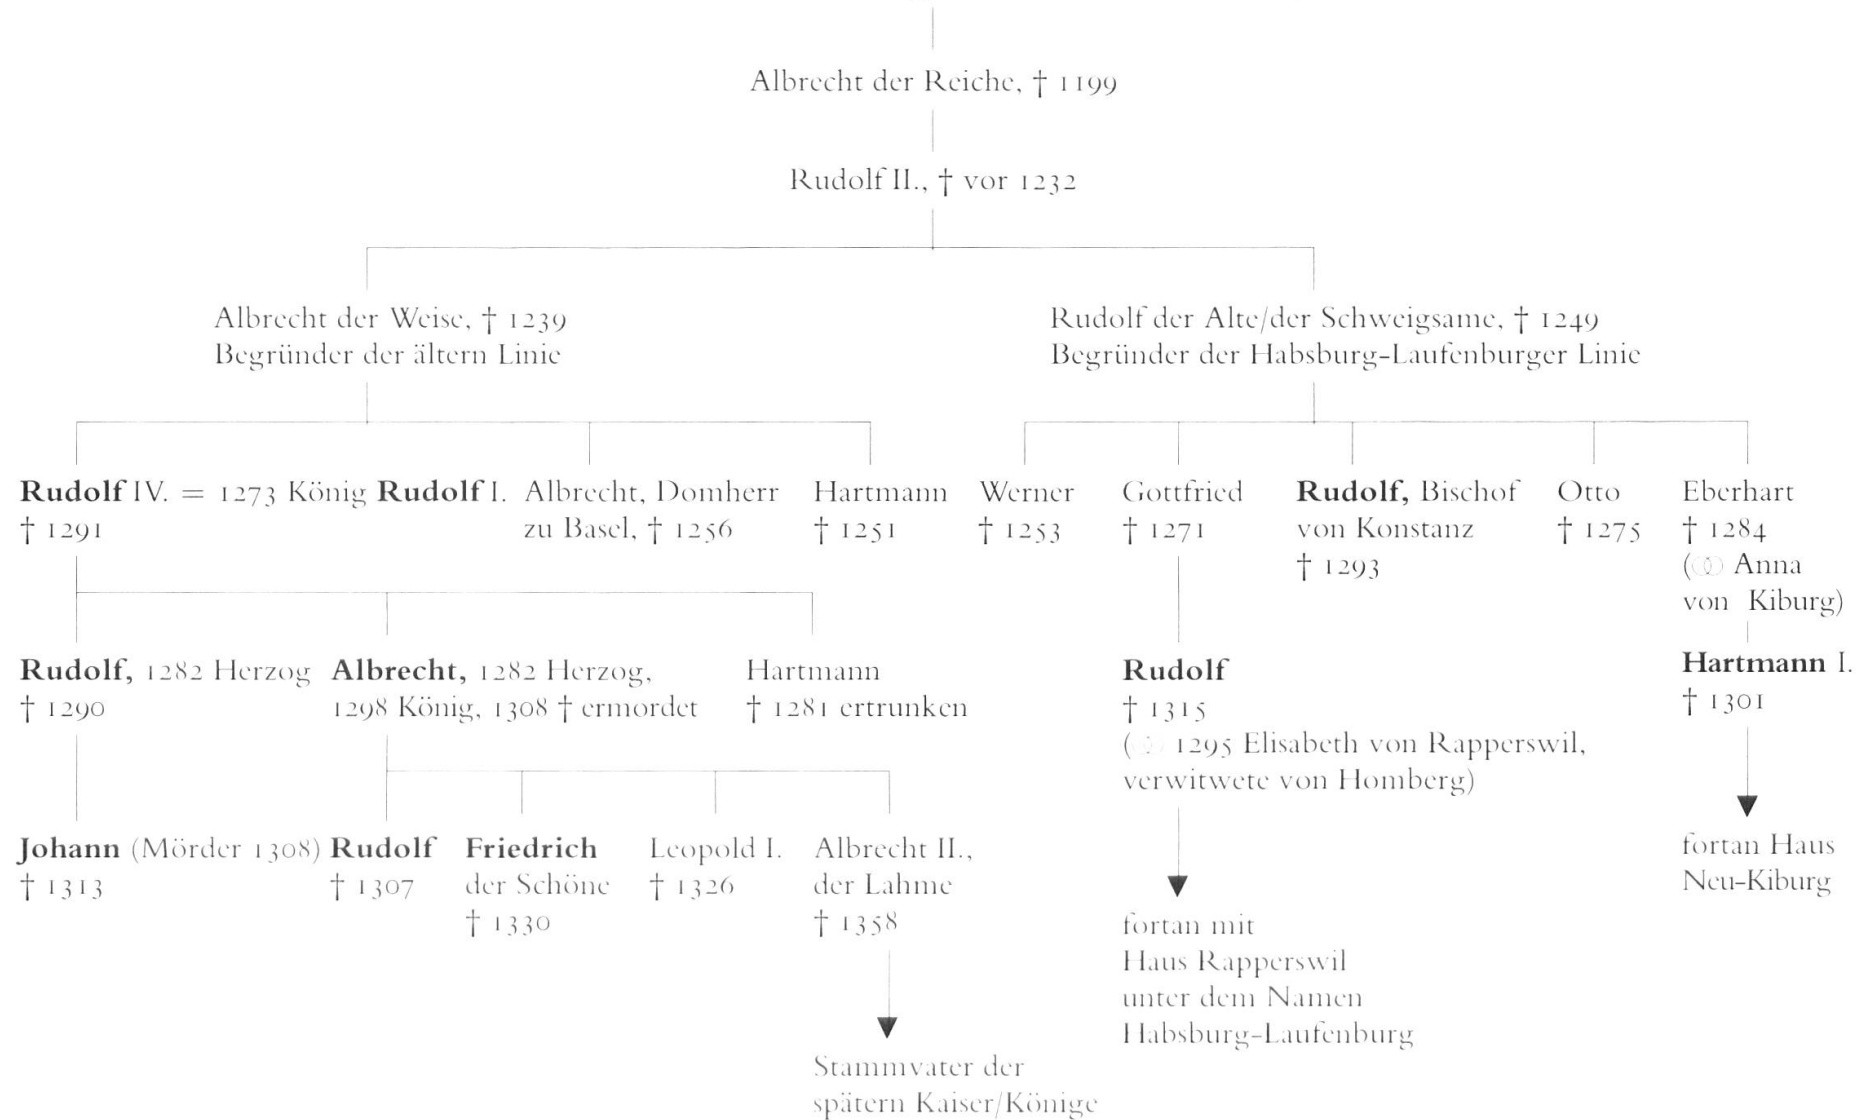 Albrecht der Reiche, † 1199
Rudolf II., † vor 1232
Albrecht der Weise, † 1239
Begründer der ältern Linie
Rudolf der Alte/der Schweigsame, † 1249
Begründer der Habsburg-Laufenburger Linie
Rudolf IV. = 1273 König Rudolf I.
† 1291
Albrecht, Domherr
zu Basel, † 1256
Hartmann
† 1251
Werner
† 1253
Gottfried
† 1271
Rudolf, Bischof
von Konstanz
† 1293
Otto
† 1275
Eberhart
† 1284
(⚭ Anna
von Kiburg)
Rudolf, 1282 Herzog
† 1290
Albrecht, 1282 Herzog,
1298 König, 1308 † ermordet
Hartmann
† 1281 ertrunken
Rudolf
† 1315
(⚭ 1295 Elisabeth von Rapperswil,
verwitwete von Homberg)
Hartmann I.
† 1301
Johann (Mörder 1308)
† 1313
Rudolf
† 1307
Friedrich
der Schöne
† 1330
Leopold I.
† 1326
Albrecht II.,
der Lahme
† 1358
fortan mit
Haus Rapperswil
unter dem Namen
Habsburg-Laufenburg
fortan Haus
Neu-Kiburg
Stammvater der
spätern Kaiser/Könige